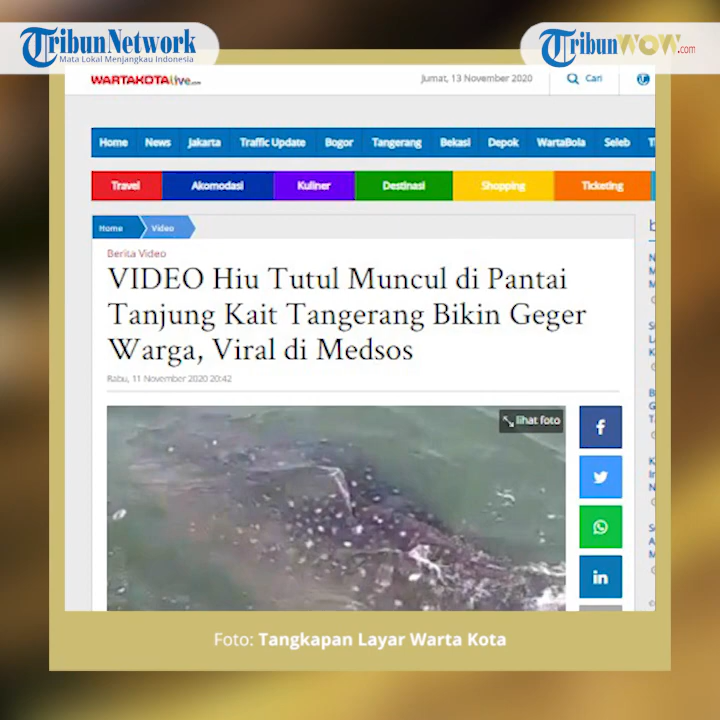 TribunNetwork
Mata Lokal Menjangkau Indonesia
TribunWOW.com
WARTAKOTAlive.com
Jumat, 13 November 2020
Cari
Home News Jakarta Traffic Update Bogor Tangerang Bekasi Depok WartaBola Seleb
Travel Akomodasi Kuliner Destinasi Shopping Ticketing
Home Video
Berita Video
VIDEO Hiu Tutul Muncul di Pantai
Tanjung Kait Tangerang Bikin Geger
Warga, Viral di Medsos
Rabu, 11 November 2020 20:42
lihat foto
Foto: Tangkapan Layar Warta Kota